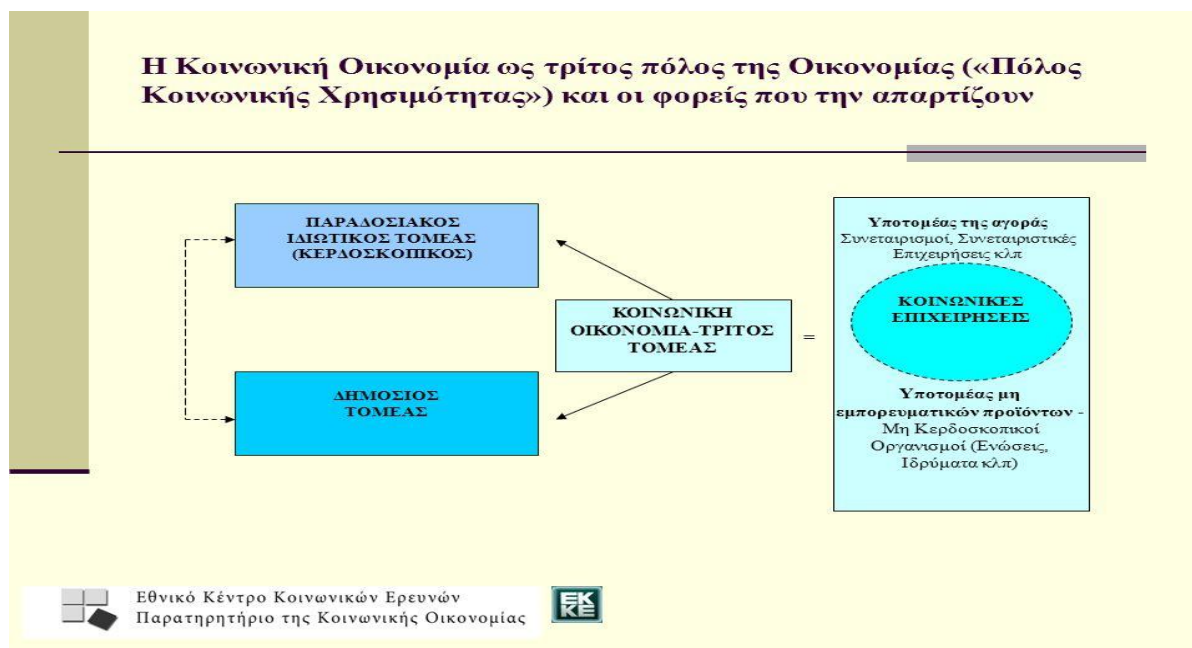 Η Κοινωνική Οικονομία ως τρίτος πόλος της Οικονομίας («Πόλος
Κοινωνικής Χρησιμότητας») και οι φορείς που την απαρτίζουν
ΠΑΡΑΔΟΣΙΑΚΟΣ
ΙΔΙΩΤΙΚΟΣ ΤΟΜΕΑΣ
(ΚΕΡΔΟΣΚΟΠΙΚΟΣ)
ΔΗΜΟΣΙΟΣ
ΤΟΜΕΑΣ
ΚΟΙΝΩΝΙΚΗ
ΟΙΚΟΝΟΜΙΑ-ΤΡΙΤΟΣ
ΤΟΜΕΑΣ
=
Υποτομέας της αγοράς
Συνεταιρισμοί, Συνεταιριστικές
Επιχειρήσεις κλπ
ΚΟΙΝΩΝΙΚΕΣ
ΕΠΙΧΕΙΡΗΣΕΙΣ
Υποτομέας μη
εμπορευματικών προϊόντων -
Μη Κερδοσκοπικοί
Οργανισμοί (Ενώσεις,
Ιδρύματα κλπ)
Εθνικό Κέντρο Κοινωνικών Ερευνών
Παρατηρητήριο της Κοινωνικής Οικονομίας
ΕΚ
ΚΕ